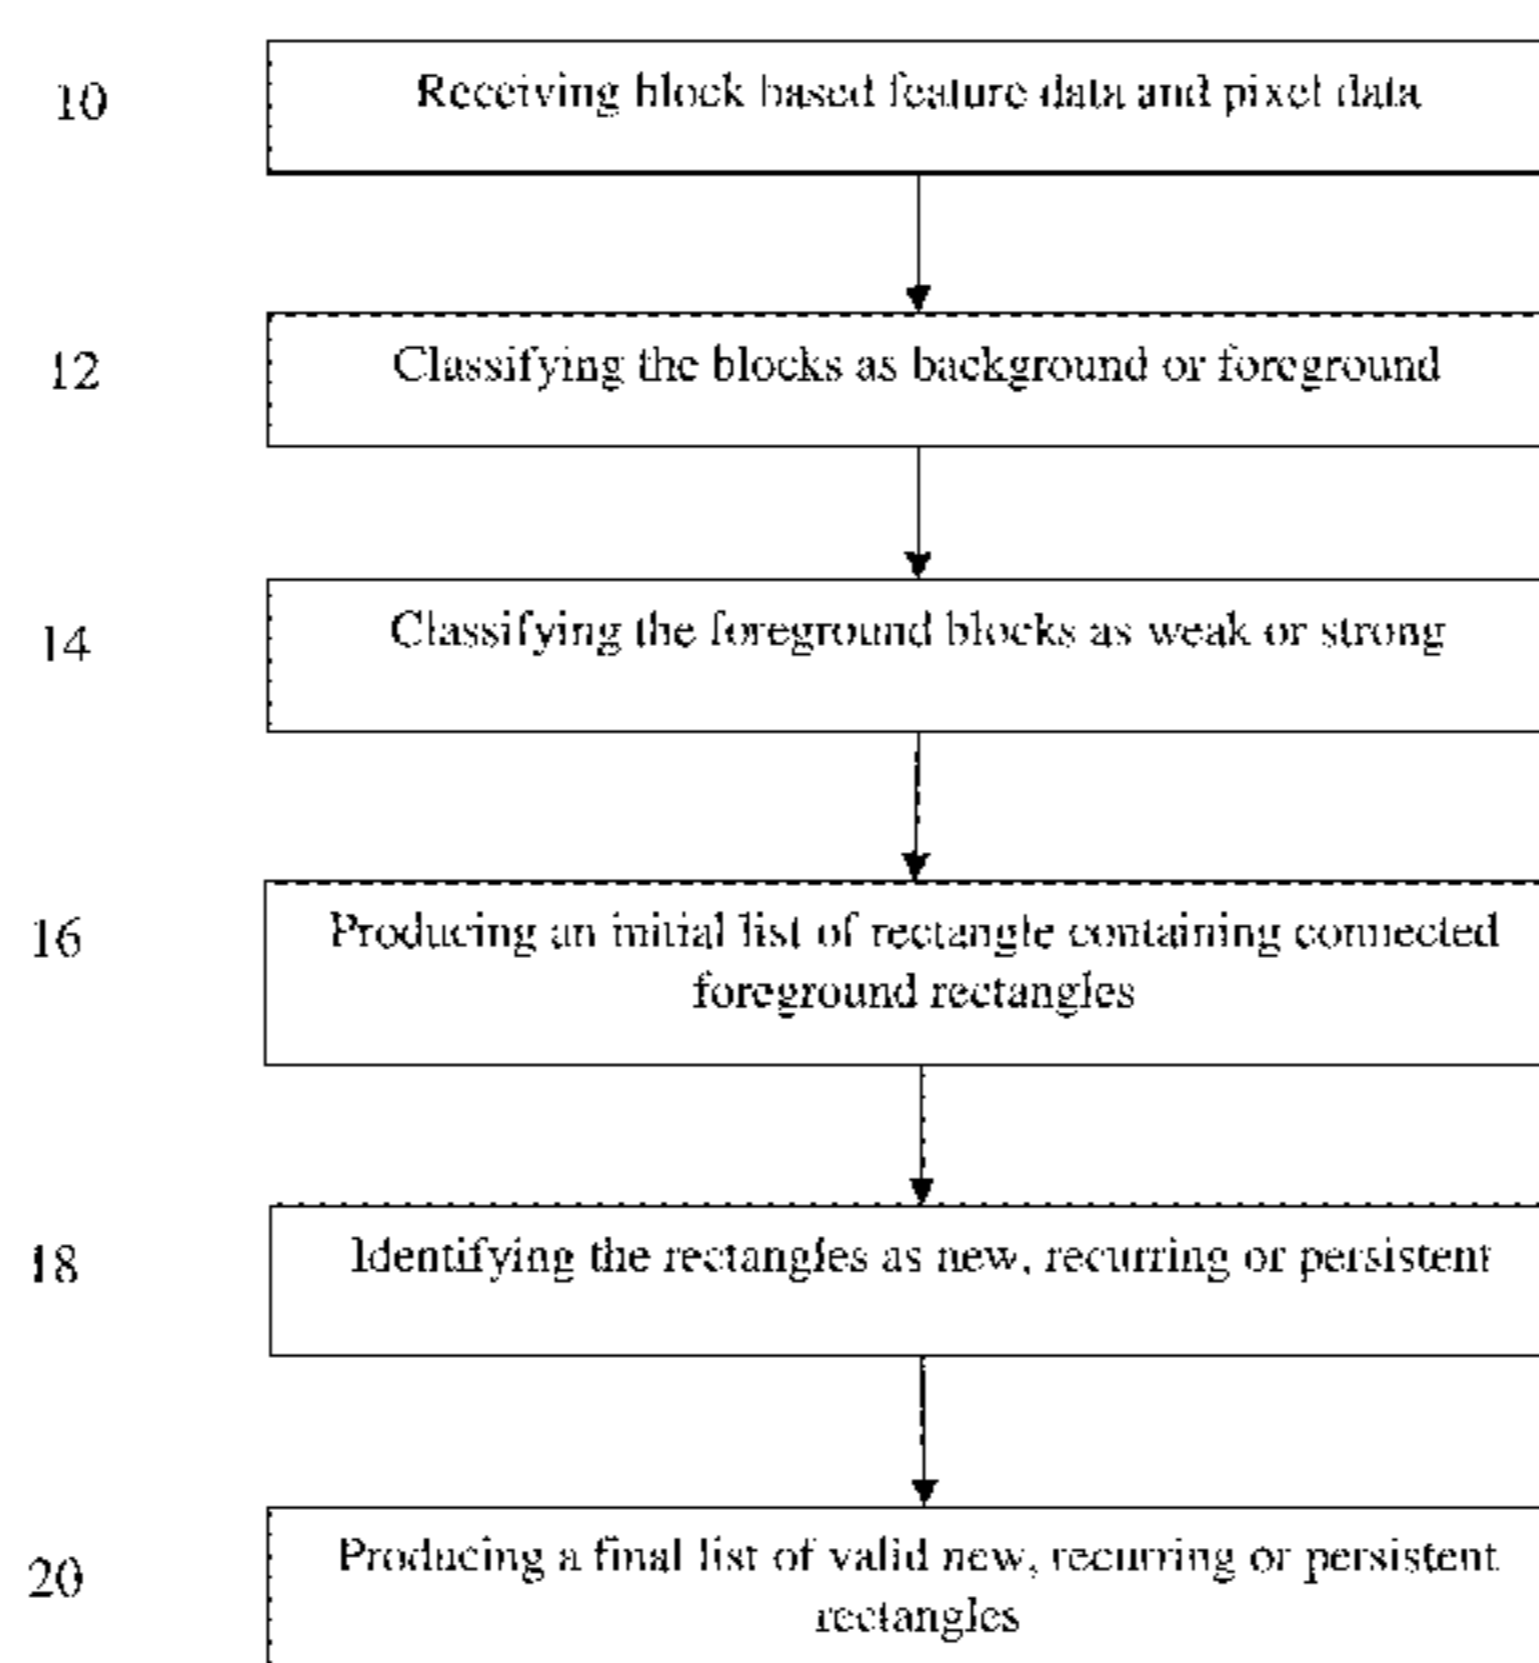 10
Receiving block based feature data and pixel data
12
Classifying the blocks as background or foreground
14
Classifying the foreground blocks as weak or strong
16
Producing an initial list of rectangle containing connected
foreground rectangles
18
Identifying the rectangles as new, recurring or persistent
20
Producing a final list of valid new, recurring or persistent
rectangles